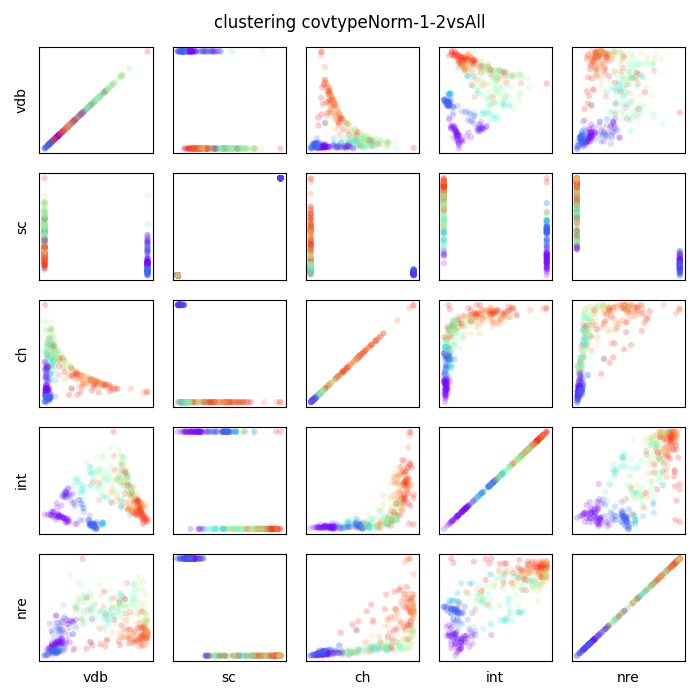 clustering covtypeNorm-1-2vsAll
vdb
sc
ch
int
nre
vdb sc ch int nre